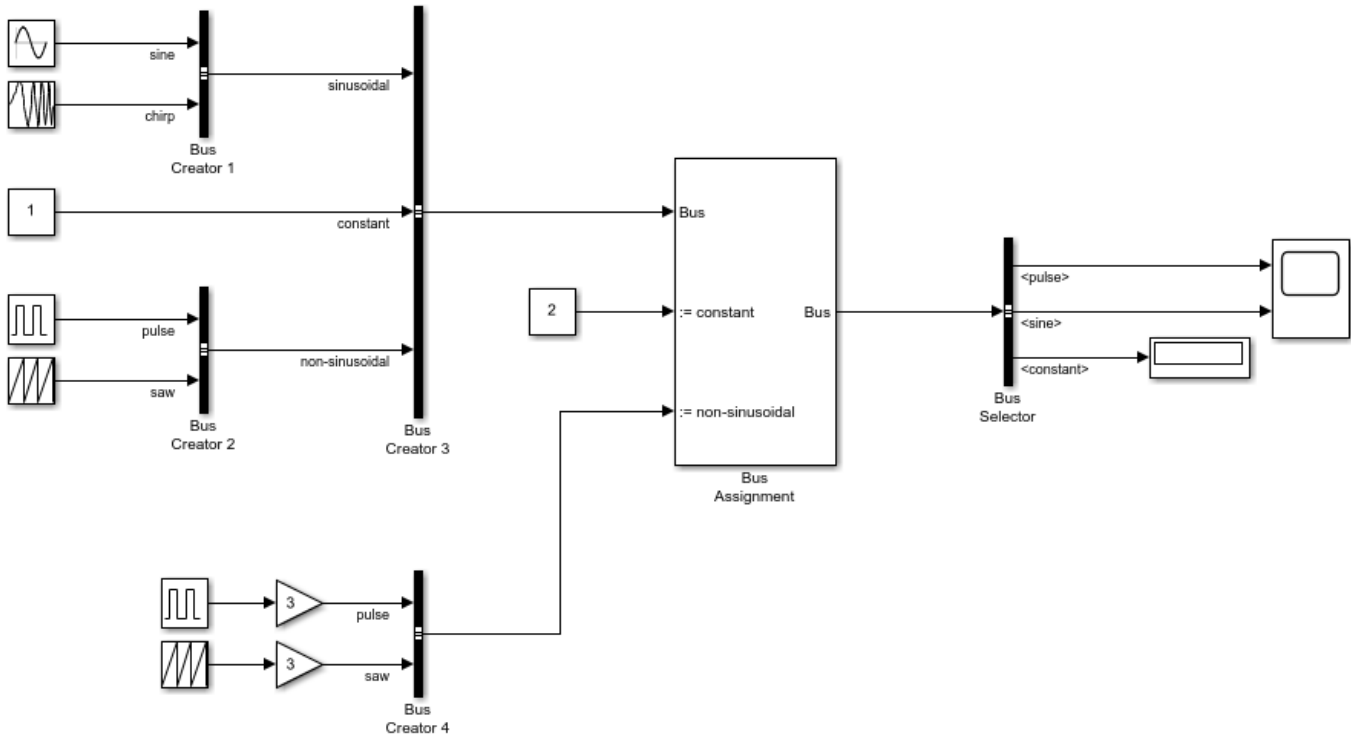 sine
sinusoidal
chirp
Bus
Creator 1
1
constant
pulse
non-sinusoidal
saw
Bus
Creator 2
Bus
Creator 3
Bus
2
:= constant
Bus
:= non-sinusoidal
Bus
Assignment
<pulse>
<sine>
<constant>
Bus
Selector
3
pulse
3
saw
Bus
Creator 4